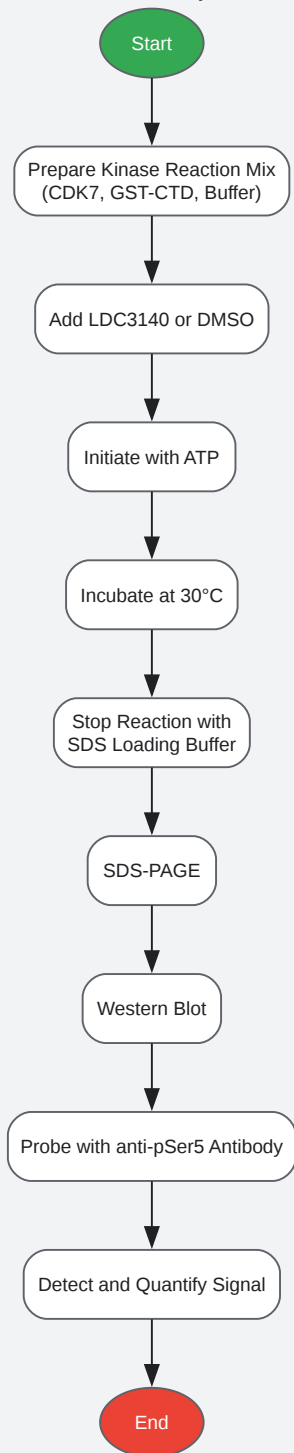 Start
Prepare Kinase Reaction Mix
(CDK7, GST-CTD, Buffer)
Add LDC3140 or DMSO
Initiate with ATP
Incubate at 30°C
Stop Reaction with
SDS Loading Buffer
SDS-PAGE
Western Blot
Probe with anti-pSer5 Antibody
Detect and Quantify Signal
End